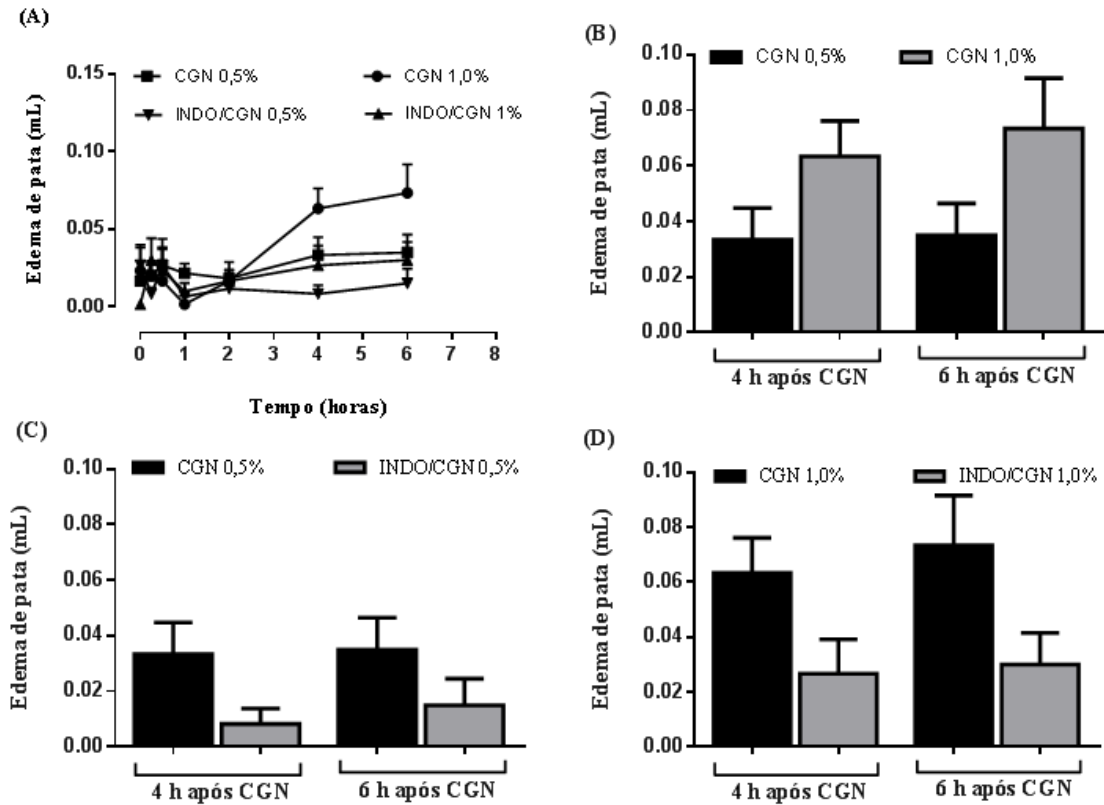 (A)
0.15
0.10
0.05
0.00
Edema de pata (mL)
CGN 0,5%
CGN 1,0%
INDO/CGN 0,5%
INDO/CGN 1%
0 1 2 3 4 5 6 7 8
Tempo (horas)
(B)
0.10
0.08
0.06
0.04
0.02
0.00
Edema de pata (mL)
CGN 0,5%
CGN 1,0%
4 h após CGN
6 h após CGN
(C)
0.10
0.08
0.06
0.04
0.02
0.00
Edema de pata (mL)
CGN 0,5%
INDO/CGN 0,5%
4 h após CGN
6 h após CGN
(D)
0.10
0.08
0.06
0.04
0.02
0.00
Edema de pata (mL)
CGN 1,0%
INDO/CGN 1,0%
4 h após CGN
6 h após CGN